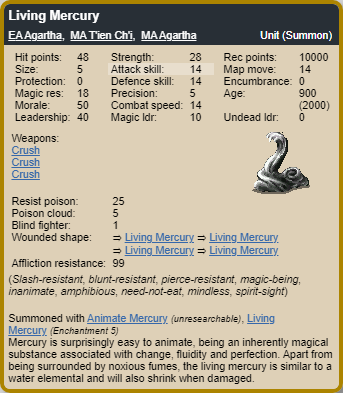 Living Mercury
EA Agartha, MA T'ien Ch'i, MA Agartha Unit (Summon)
Hit points: 48 Strength: 28 Rec points: 10000
Size: 5 Attack skill: 14 Map move: 14
Protection: 0 Defence skill: 14 Encumbrance: 0
Magic res: 18 Precision: 5 Age: 900
Morale: 50 Combat speed: 14 (2000)
Leadership: 40 Magic ldr: 10 Undead ldr: 0
Weapons:
Crush
Crush
Crush
Resist poison: 25
Poison cloud: 5
Blind fighter: 1
Wounded shape: ⇒ Living Mercury ⇒ Living Mercury
⇒ Living Mercury ⇒ Living Mercury
Affliction resistance: 99
(Slash-resistant, blunt-resistant, pierce-resistant, magic-being,
inanimate, amphibious, need-not-eat, mindless, spirit-sight)
Summoned with Animate Mercury (unresearchable), Living
Mercury (Enchantment 5)
Mercury is surprisingly easy to animate, being an inherently magical
substance associated with change, fluidity and perfection. Apart from
being surrounded by noxious fumes, the living mercury is similar to a
water elemental and will also shrink when damaged.